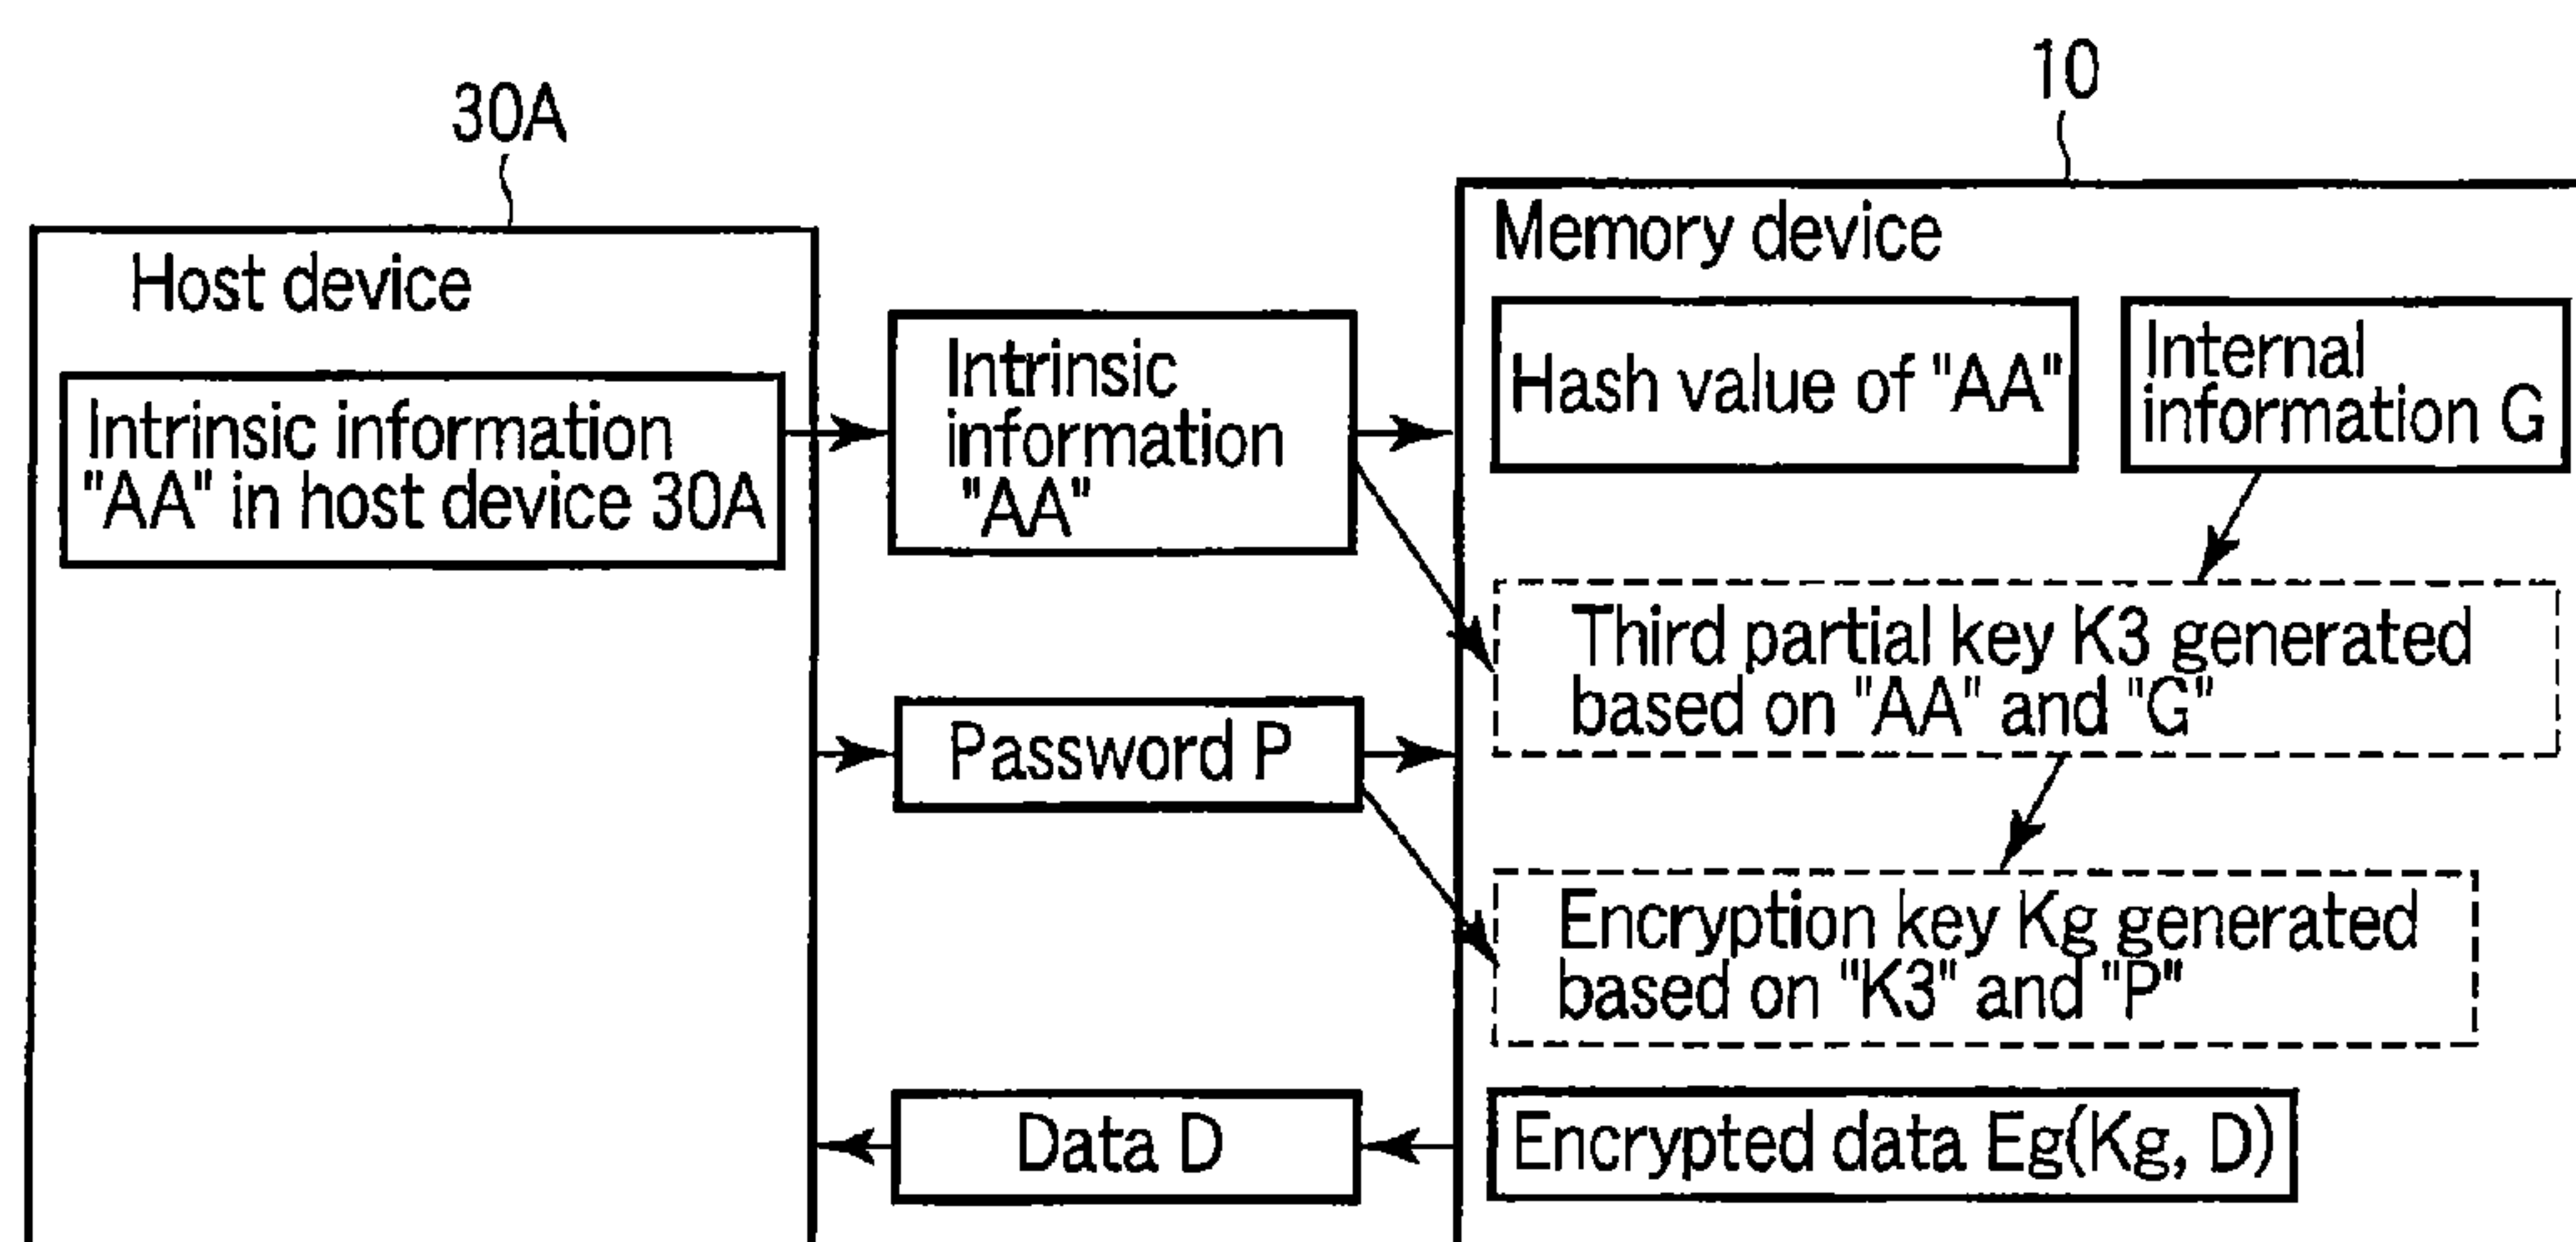 30A
10
Host device
Intrinsic information
"AA" in host device 30A
Intrinsic
information
"AA"
Password P
Data D
Memory device
Hash value of "AA"
Internal
information G
Third partial key K3 generated
based on "AA" and "G"
Encryption key Kg generated
based on "K3" and "P"
Encrypted data Eg(Kg, D)